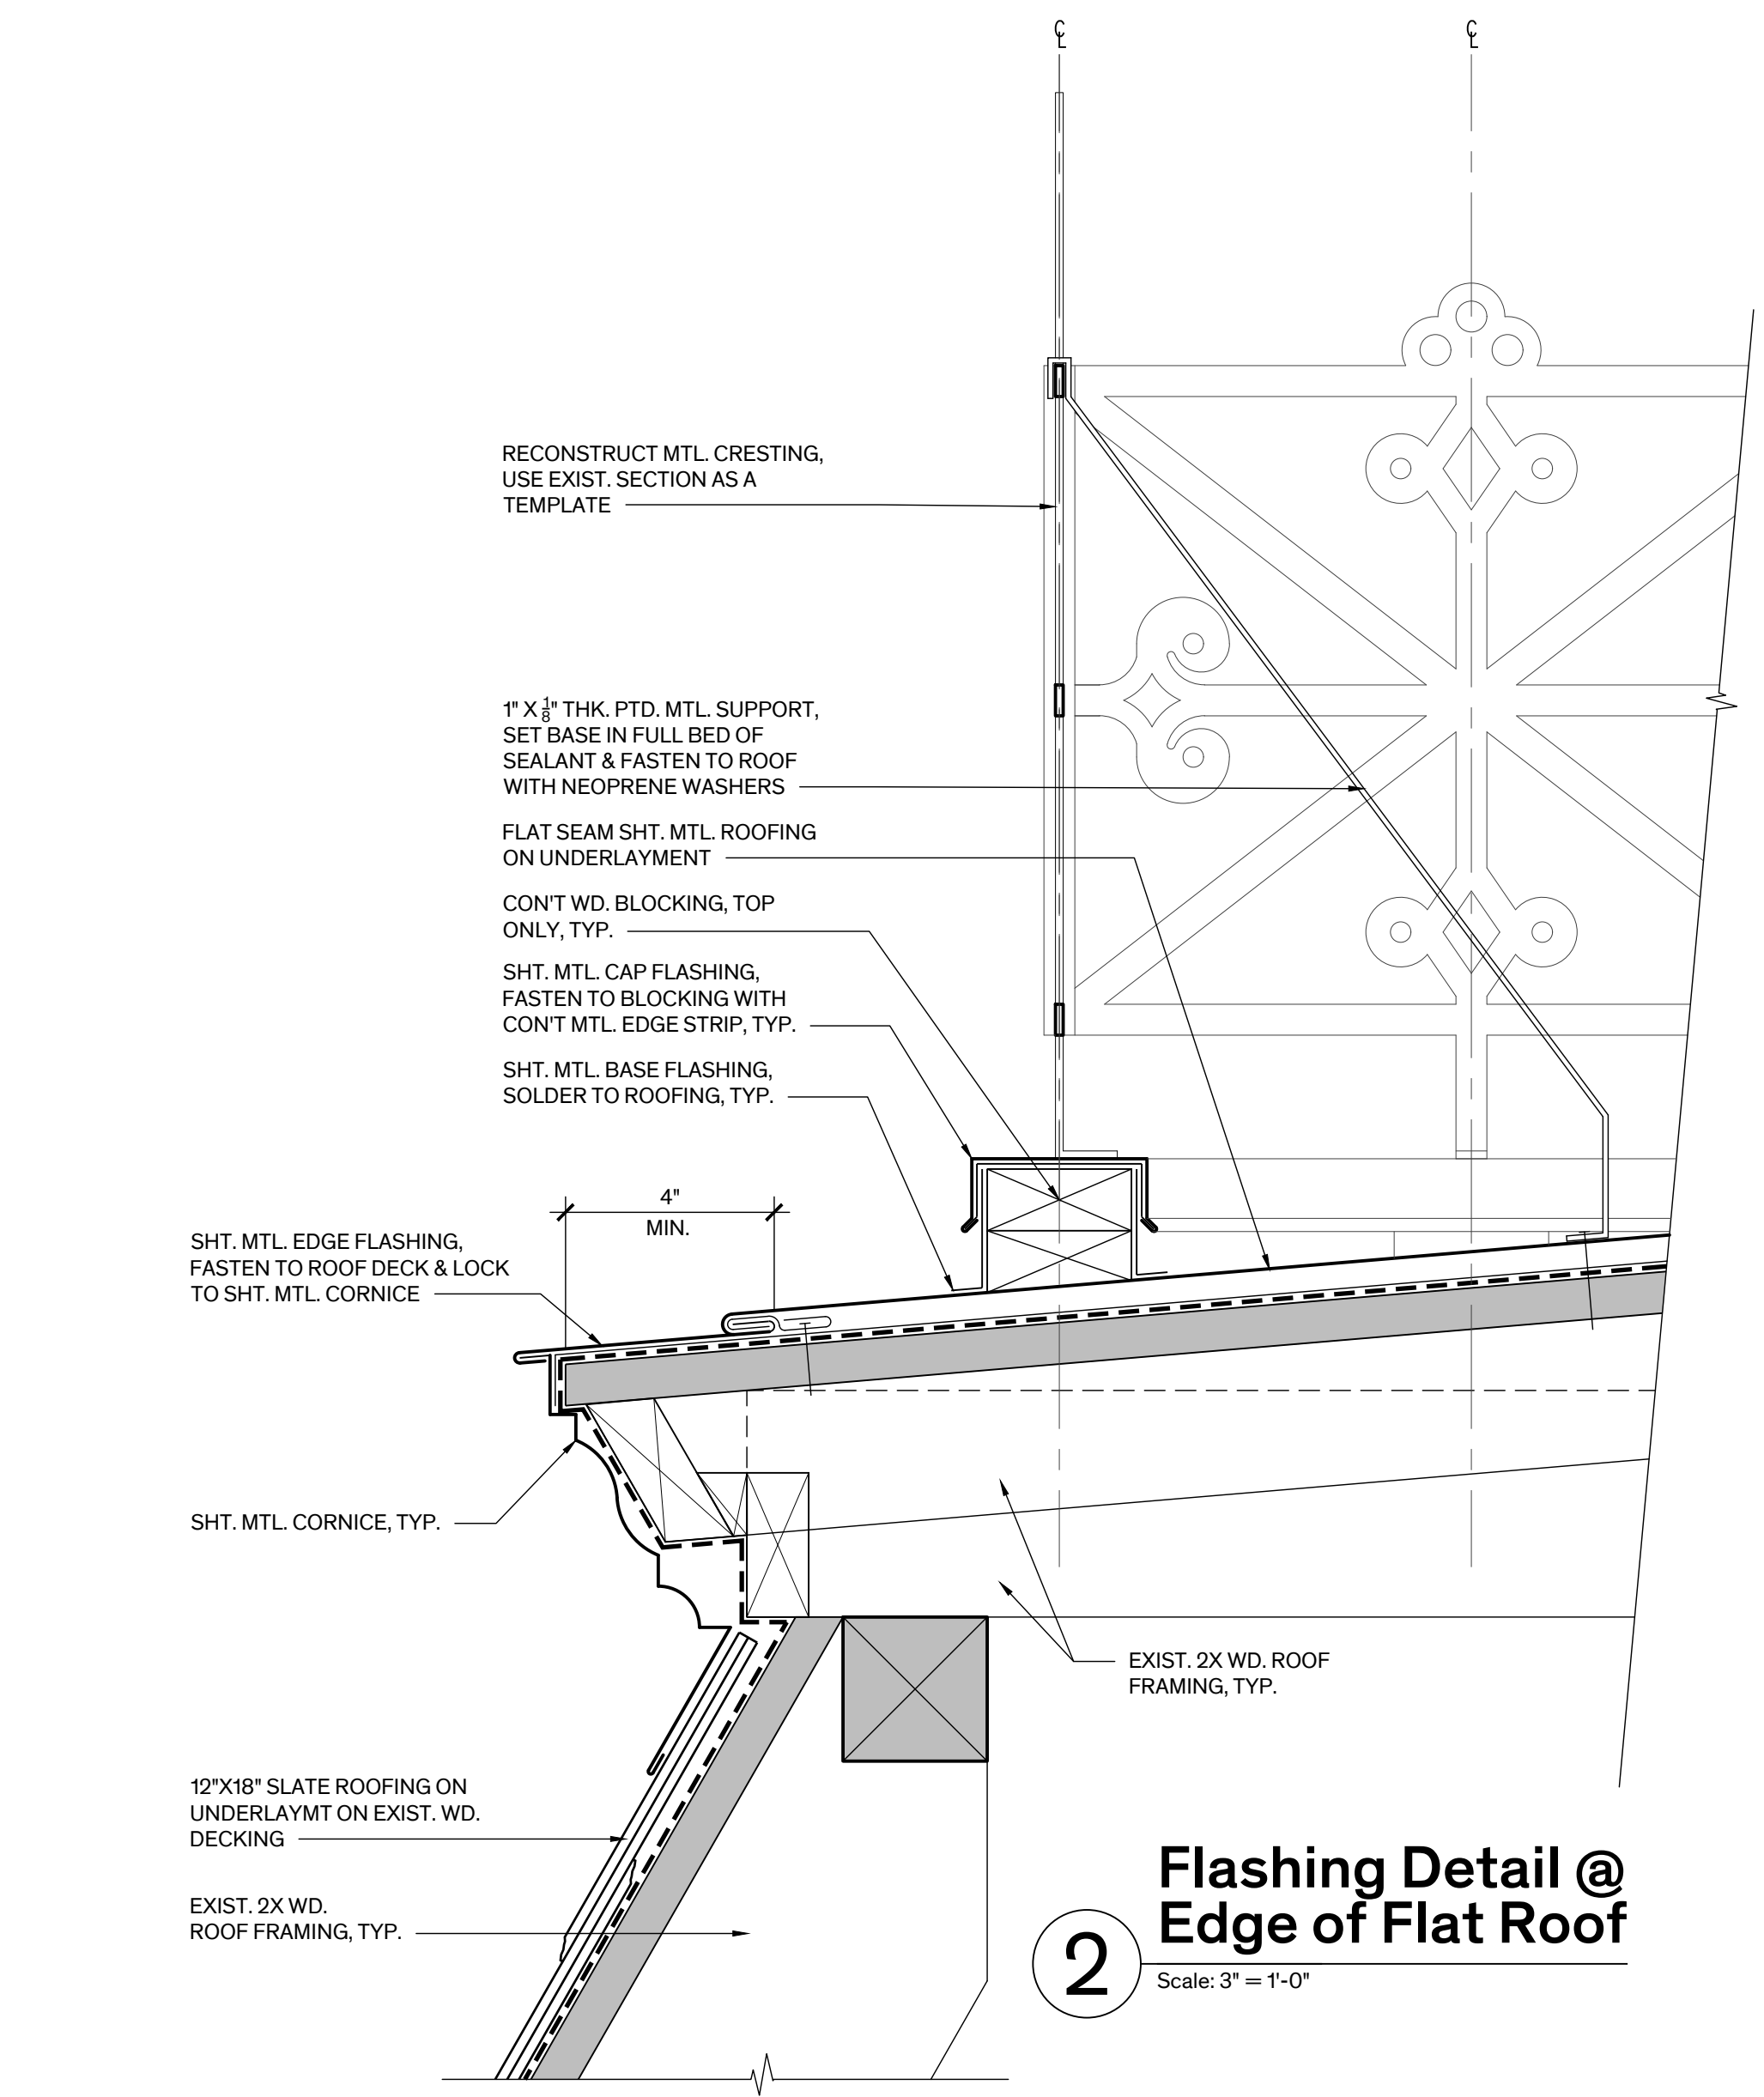 ℄
℄
RECONSTRUCT MTL. CRESTING,
USE EXIST. SECTION AS A
TEMPLATE
1" X 1/8" THK. PTD. MTL. SUPPORT,
SET BASE IN FULL BED OF
SEALANT & FASTEN TO ROOF
WITH NEOPRENE WASHERS
FLAT SEAM SHT. MTL. ROOFING
ON UNDERLAYMENT
CON'T WD. BLOCKING, TOP
ONLY, TYP.
SHT. MTL. CAP FLASHING,
FASTEN TO BLOCKING WITH
CON'T MTL. EDGE STRIP, TYP.
SHT. MTL. BASE FLASHING,
SOLDER TO ROOFING, TYP.
4"
MIN.
SHT. MTL. EDGE FLASHING,
FASTEN TO ROOF DECK & LOCK
TO SHT. MTL. CORNICE
SHT. MTL. CORNICE, TYP.
EXIST. 2X WD. ROOF
FRAMING, TYP.
12"X18" SLATE ROOFING ON
UNDERLAYMT ON EXIST. WD.
DECKING
EXIST. 2X WD.
ROOF FRAMING, TYP.
2
Flashing Detail @
Edge of Flat Roof
Scale: 3" = 1'-0"